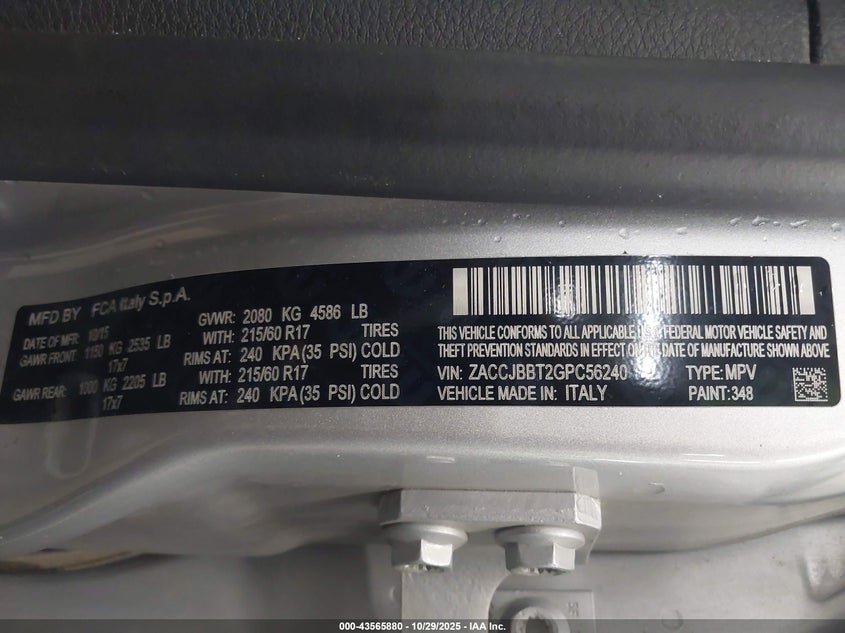 MFD BY FCA Italy S.p.A.
DATE OF MFR: 10/15
GVWR: 2080 KG 4586 LB
GAWR FRONT: 1150 KG 2535 LB
WITH: 215/60 R17 TIRES
17x7
RIMS AT: 240 KPA (35 PSI) COLD
GAWR REAR: 1000 KG 2205 LB
WITH: 215/60 R17 TIRES
17x7
RIMS AT: 240 KPA (35 PSI) COLD
THIS VEHICLE CONFORMS TO ALL APPLICABLE U.S. FEDERAL MOTOR VEHICLE SAFETY AND
THEFT PREVENTION STANDARDS IN EFFECT ON THE DATE OF MFR SHOWN ABOVE
VIN: ZACCJBBT2GPC56240 TYPE: MPV
VEHICLE MADE IN: ITALY PAINT: 348
000-43565880 - 10/29/2025 - IAA Inc.